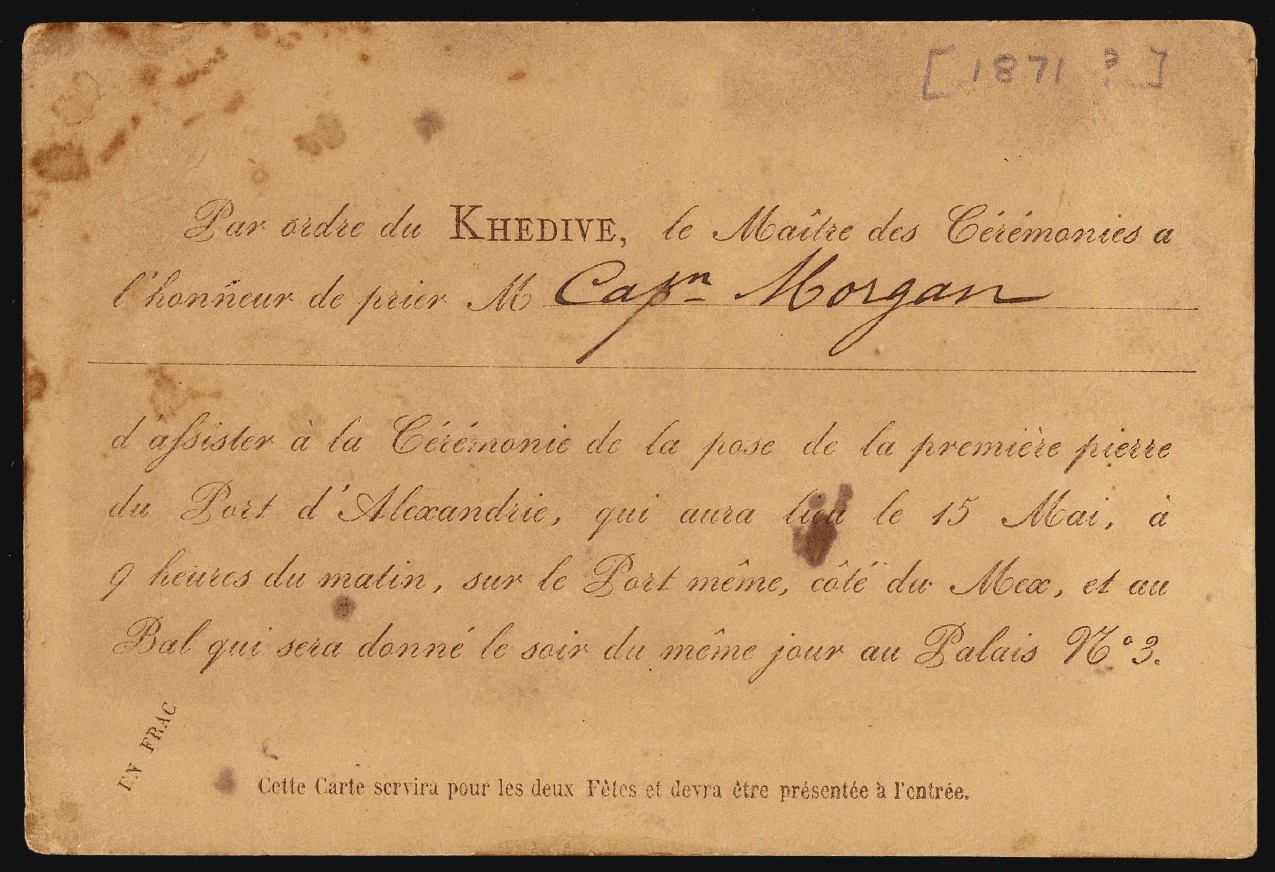 [ 1871 ? ]
Par ordre du KHEDIVE, le Maître des Cérémonies a
l'honneur de prier M Capn Morgan
d'assister à la Cérémonie de la pose de la première pierre
du Port d'Alexandrie, qui aura lieu le 15 Mai, à
9 heures du matin, sur le Port même, côté du Mex, et au
Bal qui sera donné le soir du même jour au Palais No 3.
EN FRAC
Cette Carte servira pour les deux Fêtes et devra être présentée à l'entrée.